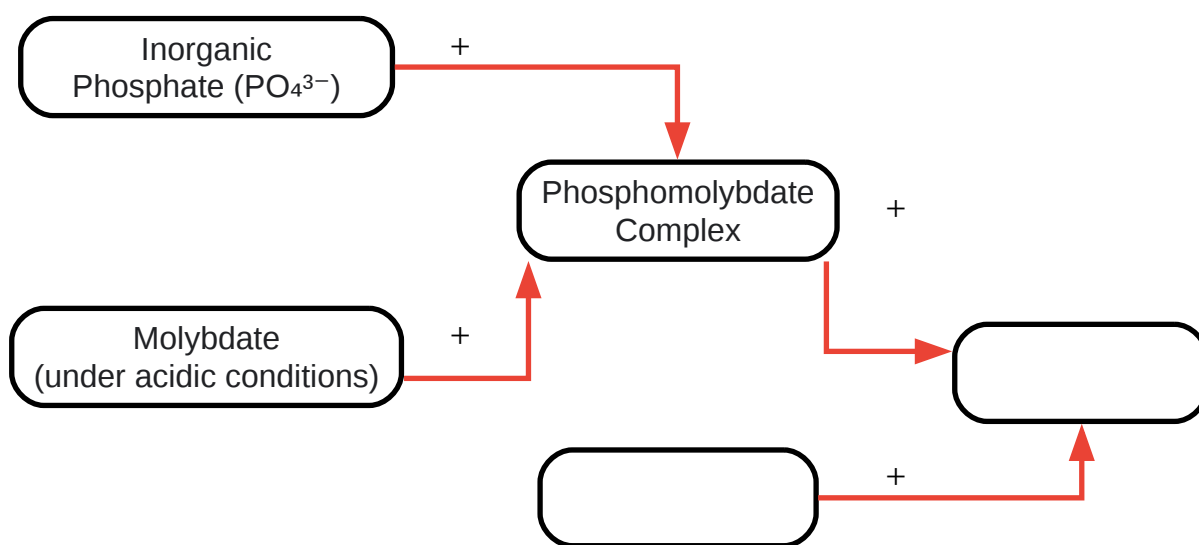 Inorganic
Phosphate (PO₄³⁻)
+
Phosphomolybdate
Complex
+
Molybdate
(under acidic conditions)
+
+